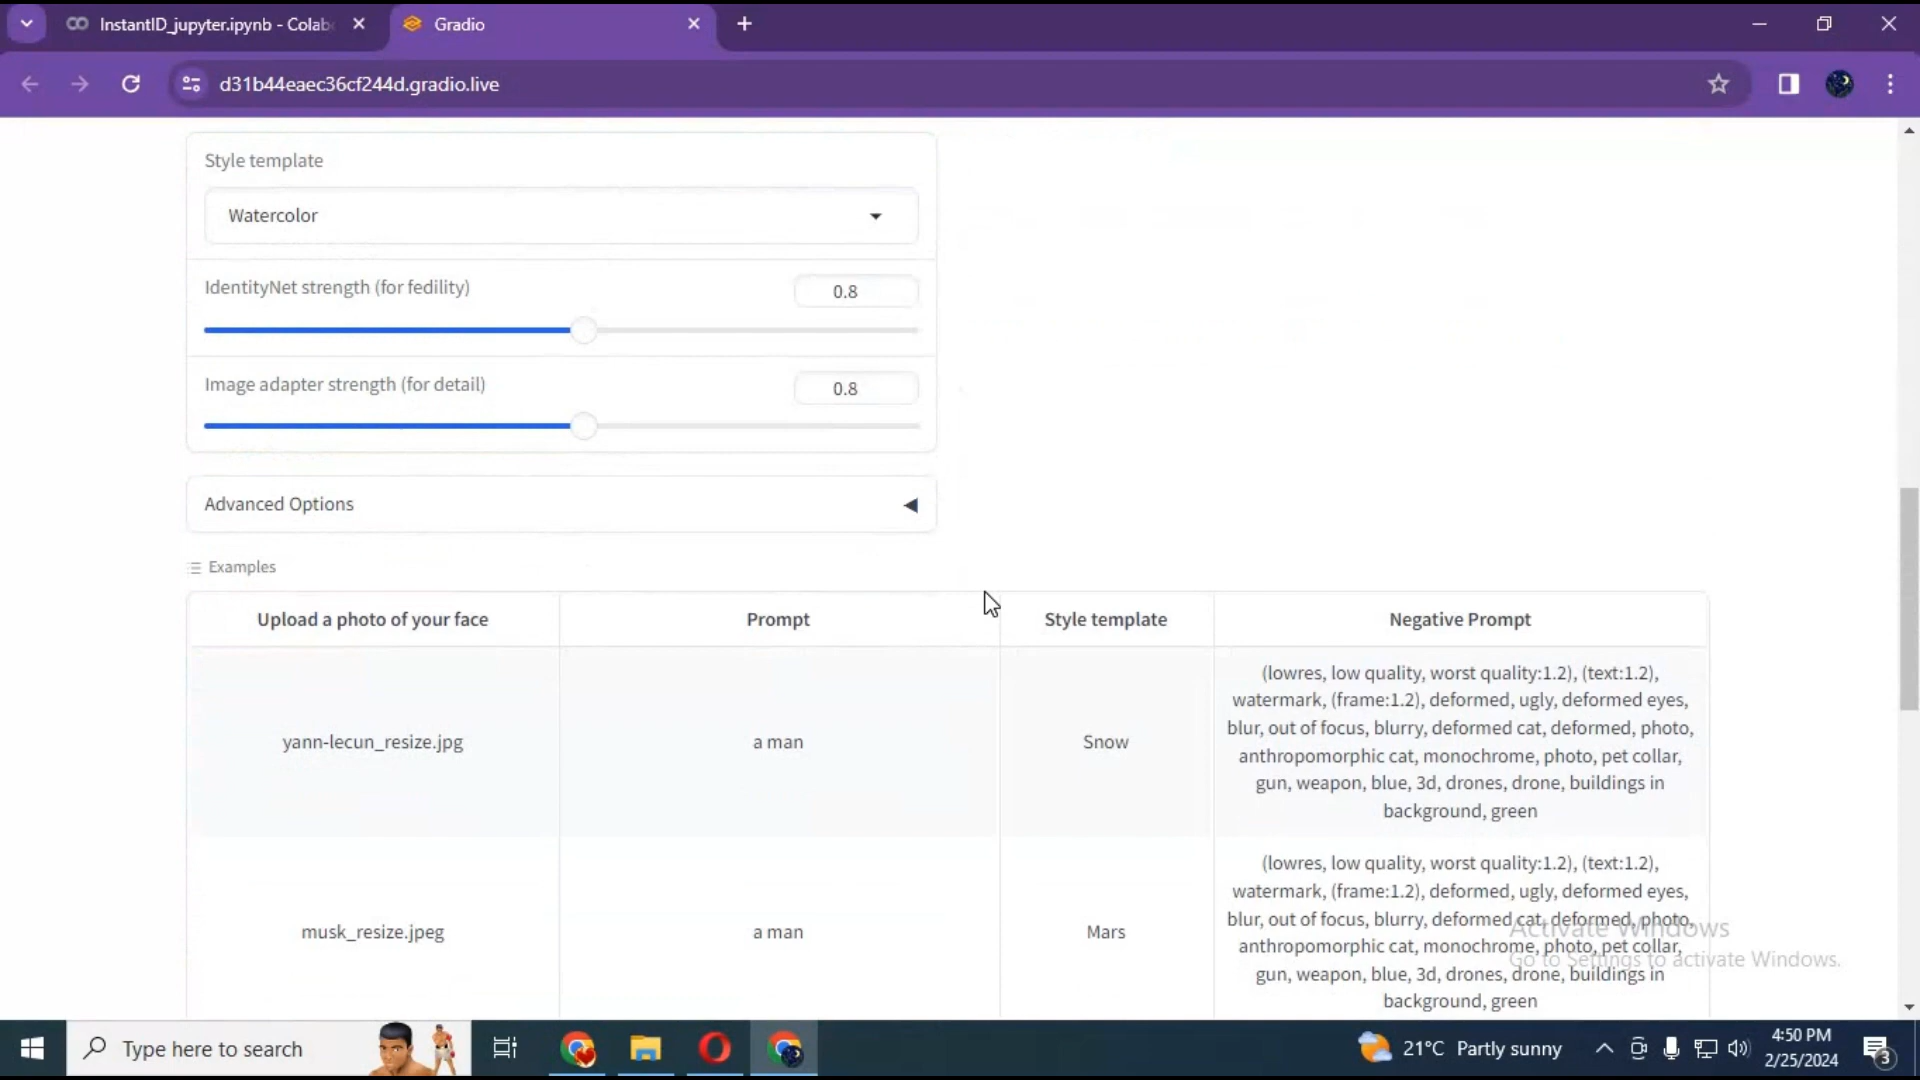 InstantID_jupyter.ipynb - Colab
Gradio
d31b44eaec36cf244d.gradio.live
Style template
Watercolor
IdentityNet strength (for fedility)
0.8
Image adapter strength (for detail)
0.8
Advanced Options
Examples
Upload a photo of your face
Prompt
Style template
Negative Prompt
yann-lecun_resize.jpg
a man
Snow
(lowres, low quality, worst quality:1.2), (text:1.2),
watermark, (frame:1.2), deformed, ugly, deformed eyes,
blur, out of focus, blurry, deformed cat, deformed, photo,
anthropomorphic cat, monochrome, photo, pet collar,
gun, weapon, blue, 3d, drones, drone, buildings in
background, green
musk_resize.jpeg
a man
Mars
(lowres, low quality, worst quality:1.2), (text:1.2),
watermark, (frame:1.2), deformed, ugly, deformed eyes,
blur, out of focus, blurry, deformed cat, deformed, photo,
anthropomorphic cat, monochrome, photo, pet collar,
gun, weapon, blue, 3d, drones, drone, buildings in
background, green
Activate Windows
Go to Settings to activate Windows.
Type here to search
21°C Partly sunny
4:50 PM
2/25/2024
3